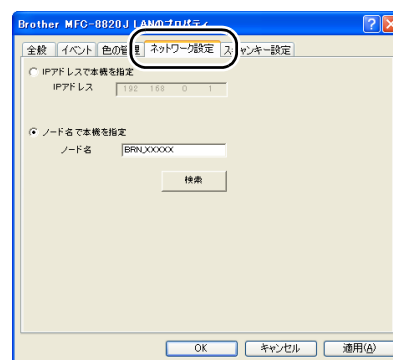 Brother MFC-8820J LANのプロパティ
全般 イベント 色の管理 ネットワーク設定 スキャンキー設定
IPアドレスで本機を指定
IPアドレス 192 168 0 1
ノード名で本機を指定
ノード名 BRN_XXXXX
検索
OK キャンセル 適用(A)